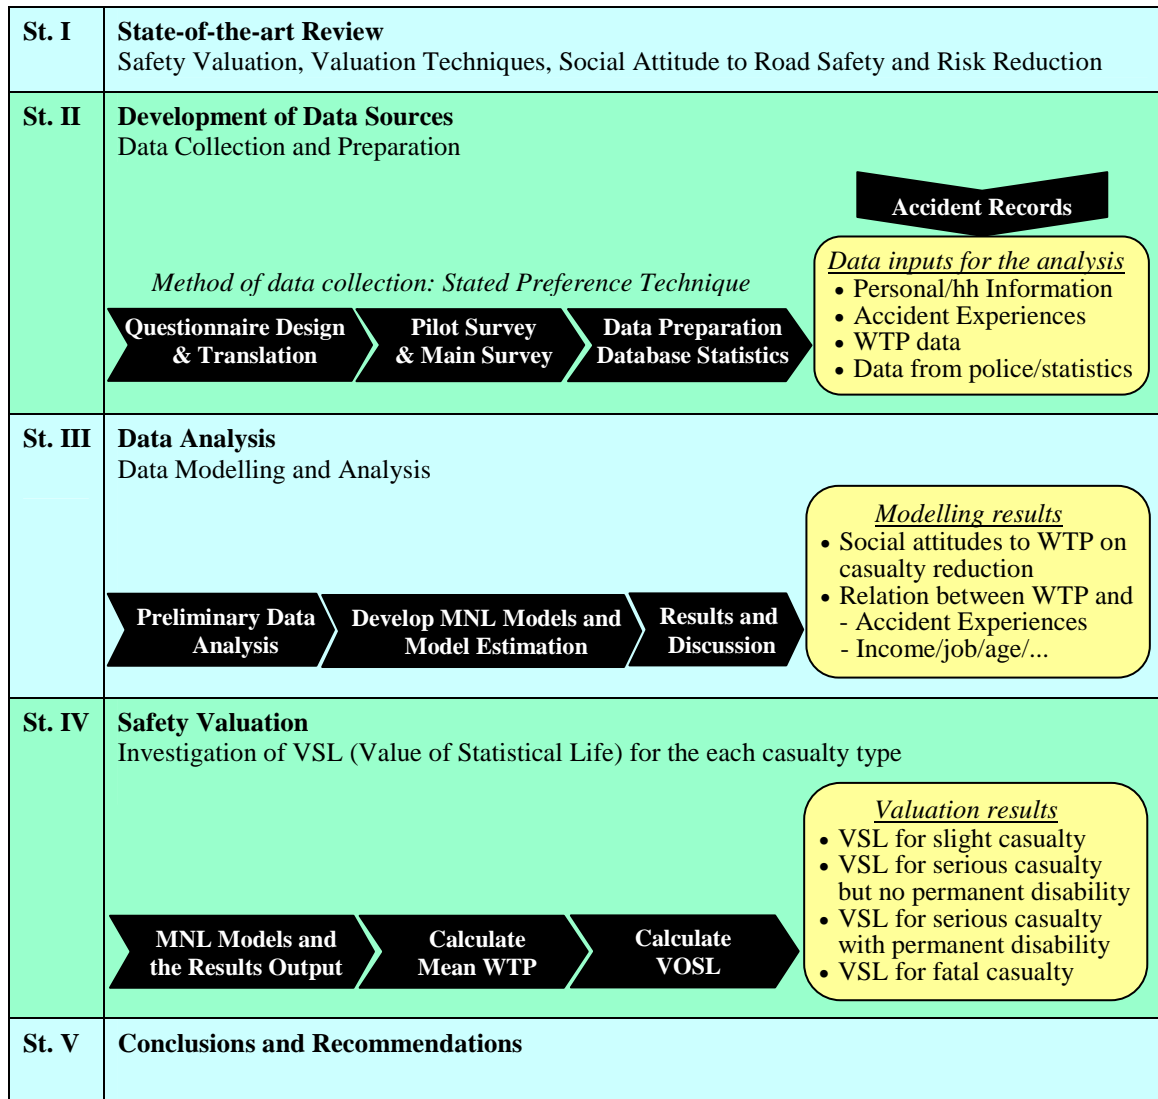 St. I
State-of-the-art Review
Safety Valuation, Valuation Techniques, Social Attitude to Road Safety and Risk Reduction
St. II
Development of Data Sources
Data Collection and Preparation
Accident Records
Data inputs for the analysis
• Personal/hh Information
• Accident Experiences
• WTP data
• Data from police/statistics
Method of data collection: Stated Preference Technique
Questionnaire Design
& Translation
Pilot Survey
& Main Survey
Data Preparation
Database Statistics
St. III
Data Analysis
Data Modelling and Analysis
Modelling results
• Social attitudes to WTP on
casualty reduction
• Relation between WTP and
- Accident Experiences
- Income/job/age/...
Preliminary Data
Analysis
Develop MNL Models and
Model Estimation
Results and
Discussion
St. IV
Safety Valuation
Investigation of VSL (Value of Statistical Life) for the each casualty type
Valuation results
• VSL for slight casualty
• VSL for serious casualty
but no permanent disability
• VSL for serious casualty
with permanent disability
• VSL for fatal casualty
MNL Models and
the Results Output
Calculate
Mean WTP
Calculate
VOSL
St. V
Conclusions and Recommendations